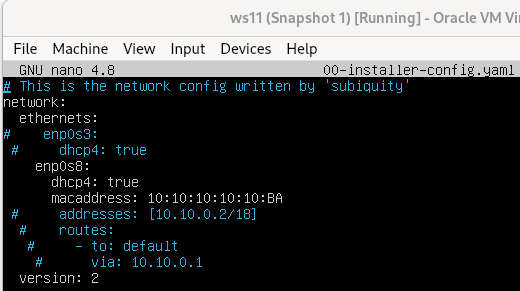 ws11 (Snapshot 1) [Running] - Oracle VM Vi
File Machine View Input Devices Help
GNU nano 4.8 00-installer-config.yaml
# This is the network config written by 'subiquity'
network:
  ethernets:
#    enp0s3:
 #     dhcp4: true
    enp0s8:
      dhcp4: true
      macaddress: 10:10:10:10:10:BA
 #     addresses: [10.10.0.2/18]
  #    routes:
   #     - to: default
    #      via: 10.10.0.1
  version: 2